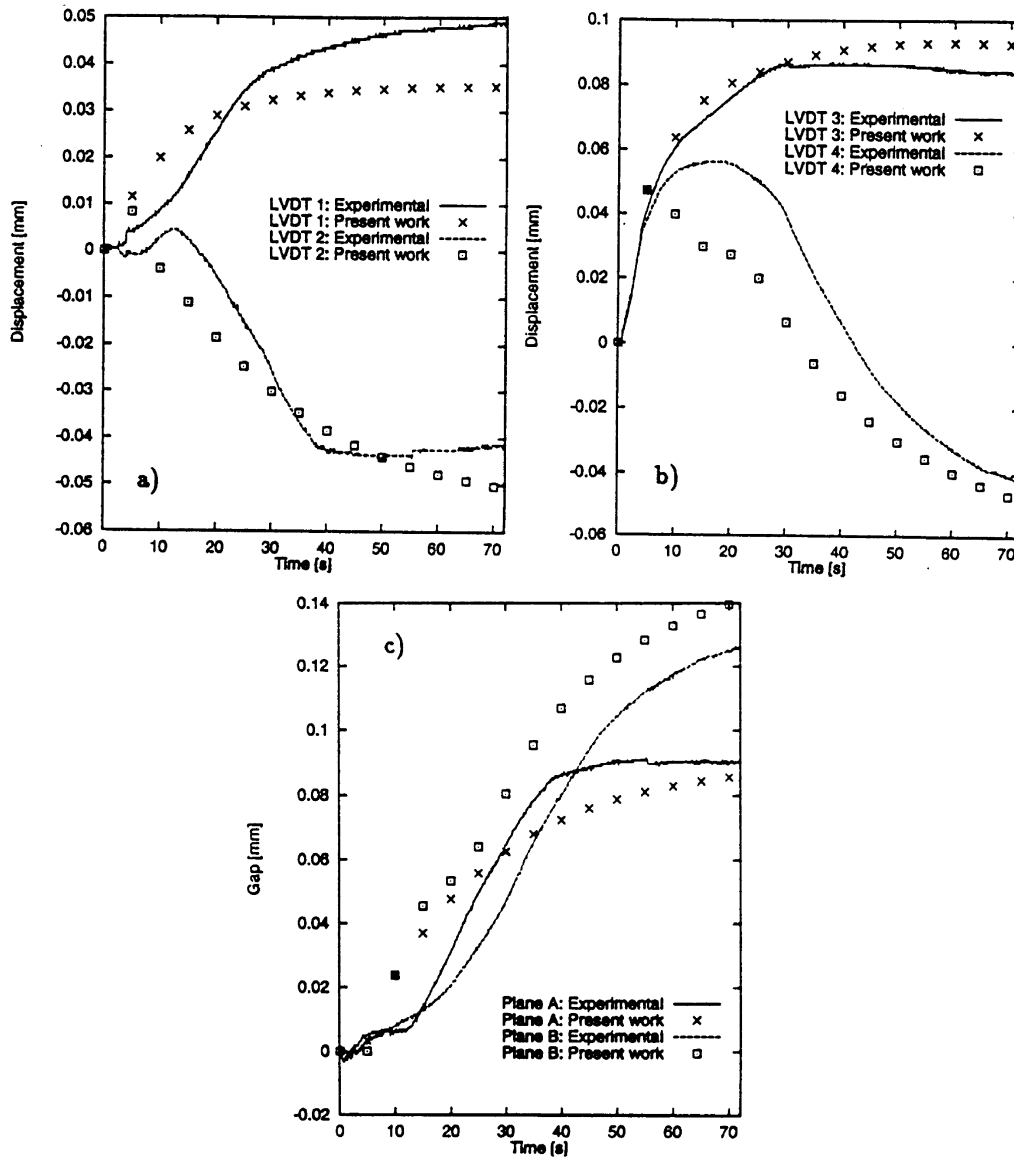 0.05
0.04
0.03
0.02
0.01
0
-0.01
-0.02
-0.03
-0.04
-0.05
-0.06
Displacement [mm]
LVDT 1: Experimental
LVDT 1: Present work
LVDT 2: Experimental
LVDT 2: Present work
a)
0 10 20 30 40 50 60 70
Time [s]
0.1
0.08
0.06
0.04
0.02
0
-0.02
-0.04
-0.06
Displacement [mm]
LVDT 3: Experimental
LVDT 3: Present work
LVDT 4: Experimental
LVDT 4: Present work
b)
0 10 20 30 40 50 60 70
Time [s]
0.14
0.12
0.1
0.08
0.06
0.04
0.02
0
-0.02
Gap [mm]
c)
Plane A: Experimental
Plane A: Present work
Plane B: Experimental
Plane B: Present work
0 10 20 30 40 50 60 70
Time [s]